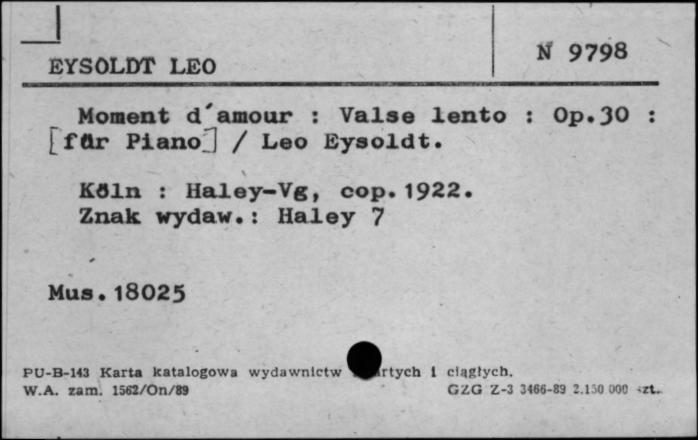 EYSOLDT LEO
N 9798
Moment d'amour : Valse lento : Op.30 :
[für Piano] / Leo Eysoldt.
Köln : Haley-Vg, cop.1922.
Znak wydaw.: Haley 7
Mus.18025
PU-B-143 Karta katalogowa wydawnictw rtych i ciągłych.
W.A. zam. 1562/On/89
GZG Z-3 3466-89 2.150 000 szt.